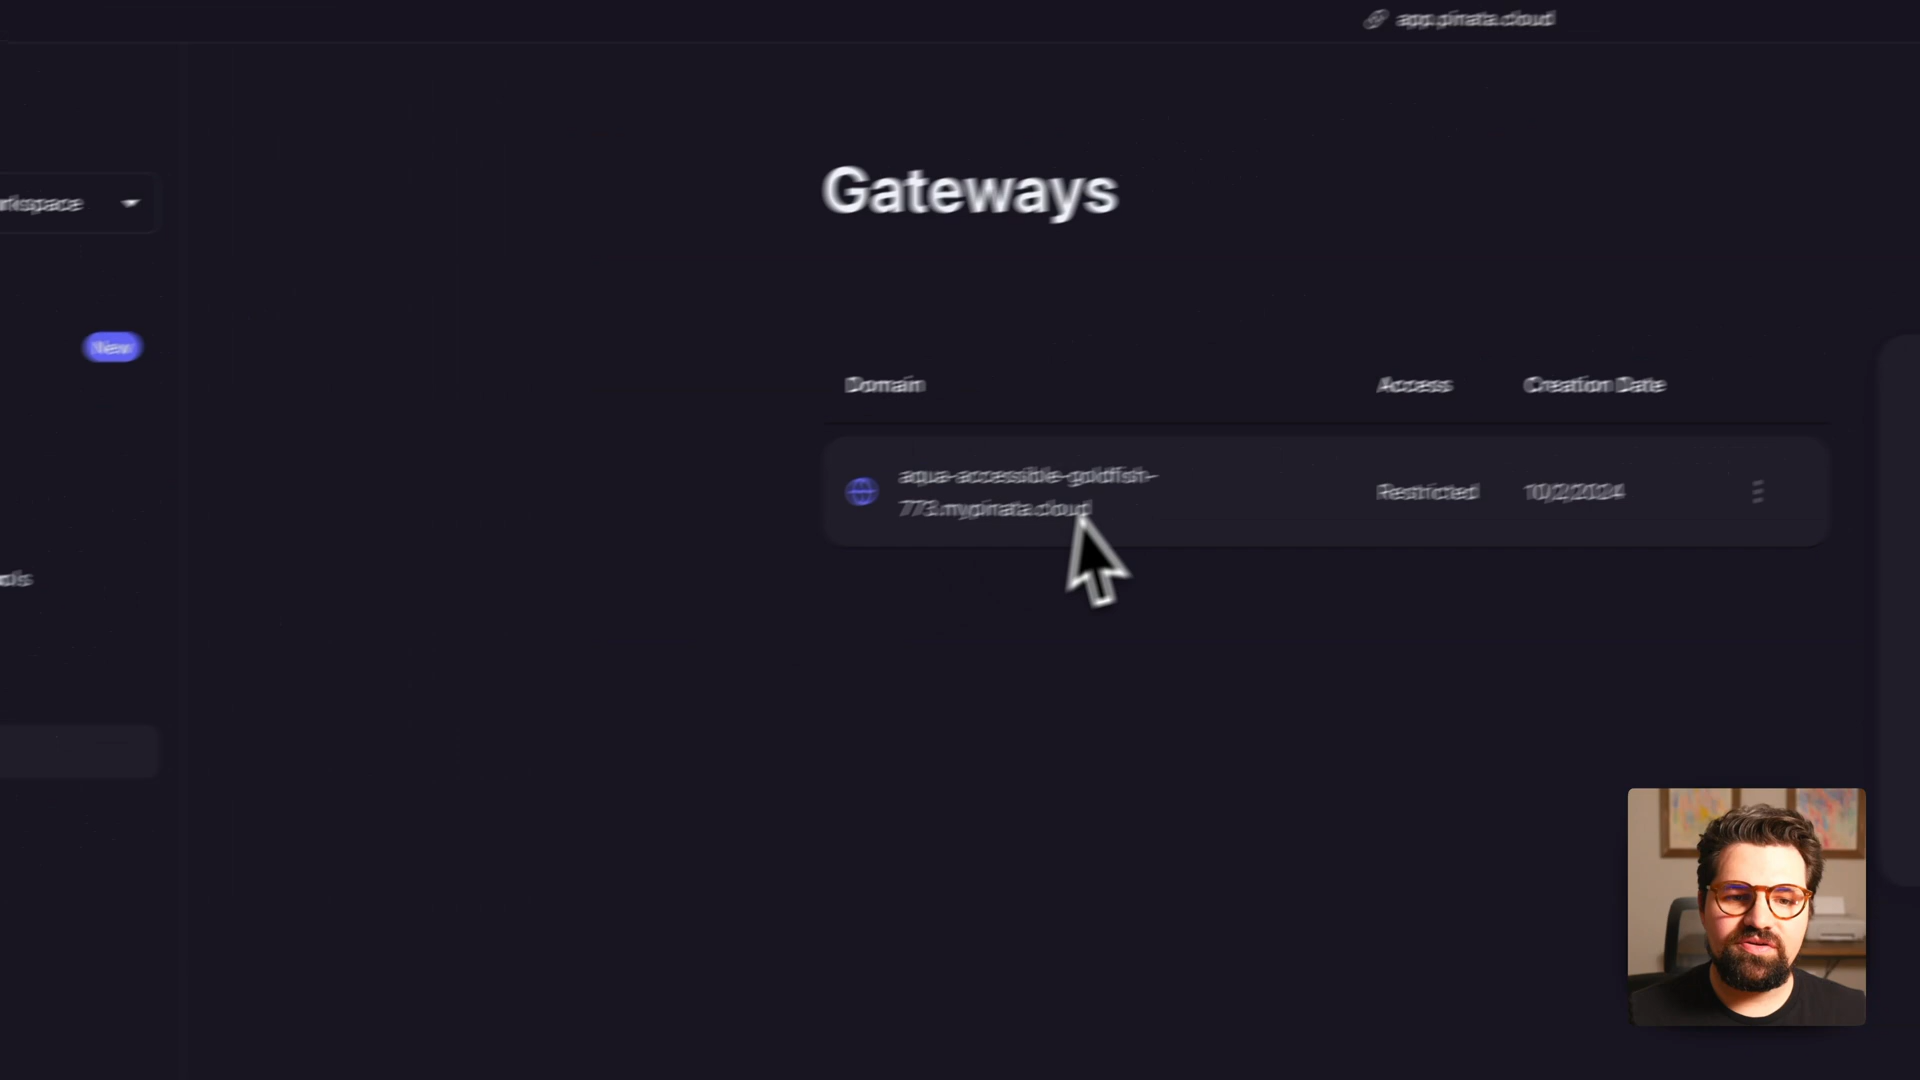 app.pinata.cloud
rkspace
Gateways
New
Domain Access Creation Date
aqua-accessible-goldfish-
773.mypinata.cloud
Restricted 10/2/2024